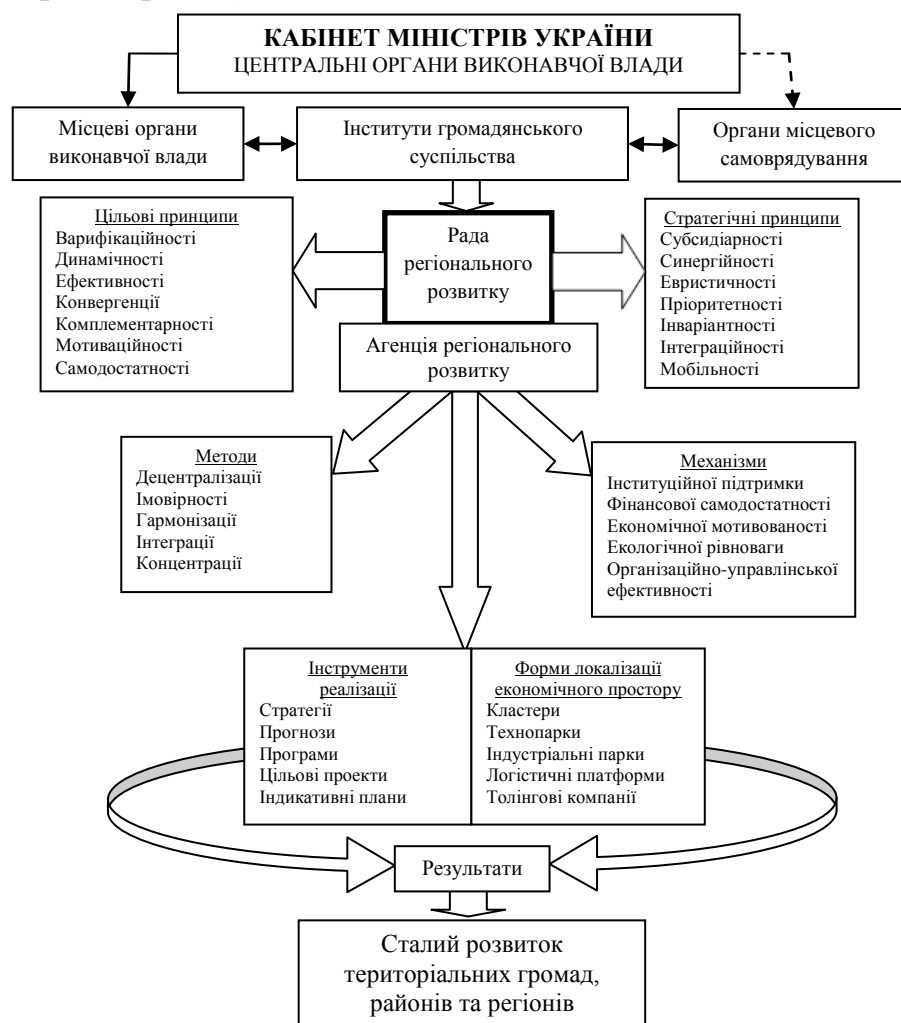 КАБІНЕТ МІНІСТРІВ УКРАЇНИ
ЦЕНТРАЛЬНІ ОРГАНИ ВИКОНАВЧОЇ ВЛАДИ
Місцеві органи
виконавчої влади
Інститути громадянського
суспільства
Органи місцевого
самоврядування
Цільові принципи
Варифікаційності
Динамічності
Ефективності
Конвергенції
Комплементарності
Мотиваційності
Самодостатності
Рада
регіонального
розвитку
Стратегічні принципи
Субсидіарності
Синергійності
Евристичності
Пріоритетності
Інваріантності
Інтеграційності
Мобільності
Агенція регіонального
розвитку
Методи
Децентралізації
Імовірності
Гармонізації
Інтеграції
Концентрації
Механізми
Інституційної підтримки
Фінансової самодостатності
Економічної мотивованості
Екологічної рівноваги
Організаційно-управлінської
ефективності
Інструменти
реалізації
Стратегії
Прогнози
Програми
Цільові проекти
Індикативні плани
Форми локалізації
економічного простору
Кластери
Технопарки
Індустріальні парки
Логістичні платформи
Толінгові компанії
Результати
Сталий розвиток
територіальних громад,
районів та регіонів